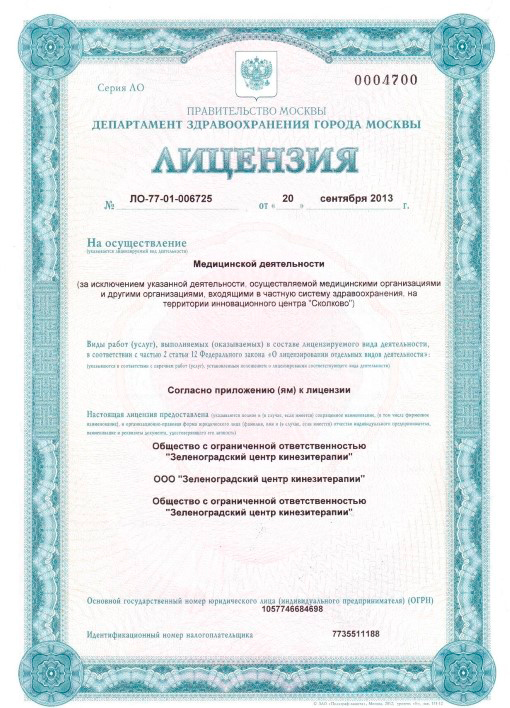 Серия ЛО
0004700
ПРАВИТЕЛЬСТВО МОСКВЫ
ДЕПАРТАМЕНТ ЗДРАВООХРАНЕНИЯ ГОРОДА МОСКВЫ
ЛИЦЕНЗИЯ
№ ЛО-77-01-006725 от « 20 » сентября 2013 г.
На осуществление
(указывается лицензируемый вид деятельности)
Медицинской деятельности
(за исключением указанной деятельности, осуществляемой медицинскими организациями
и другими организациями, входящими в частную систему здравоохранения, на
территории инновационного центра "Сколково")
Виды работ (услуг), выполняемых (оказываемых) в составе лицензируемого вида деятельности,
в соответствии с частью 2 статьи 12 Федерального закона «О лицензировании отдельных видов деятельности»:
(указываются в соответствии с перечнем работ (услуг), установленным положением о лицензировании соответствующего вида деятельности)
Согласно приложению (ям) к лицензии
Настоящая лицензия предоставлена (указываются полное и (в случае, если имеется) сокращенное наименование, (в том числе фирменное
наименование), и организационно-правовая форма юридического лица (фамилия, имя и (в случае, если имеется) отчество индивидуального предпринимателя,
наименование и реквизиты документа, удостоверяющего его личность)
Общество с ограниченной ответственностью
"Зеленоградский центр кинезитерапии"
ООО "Зеленоградский центр кинезитерапии"
Общество с ограниченной ответственностью
"Зеленоградский центр кинезитерапии"
Основной государственный номер юридического лица (индивидуального предпринимателя) (ОГРН)
1057746684698
Идентификационный номер налогоплательщика 7735511188